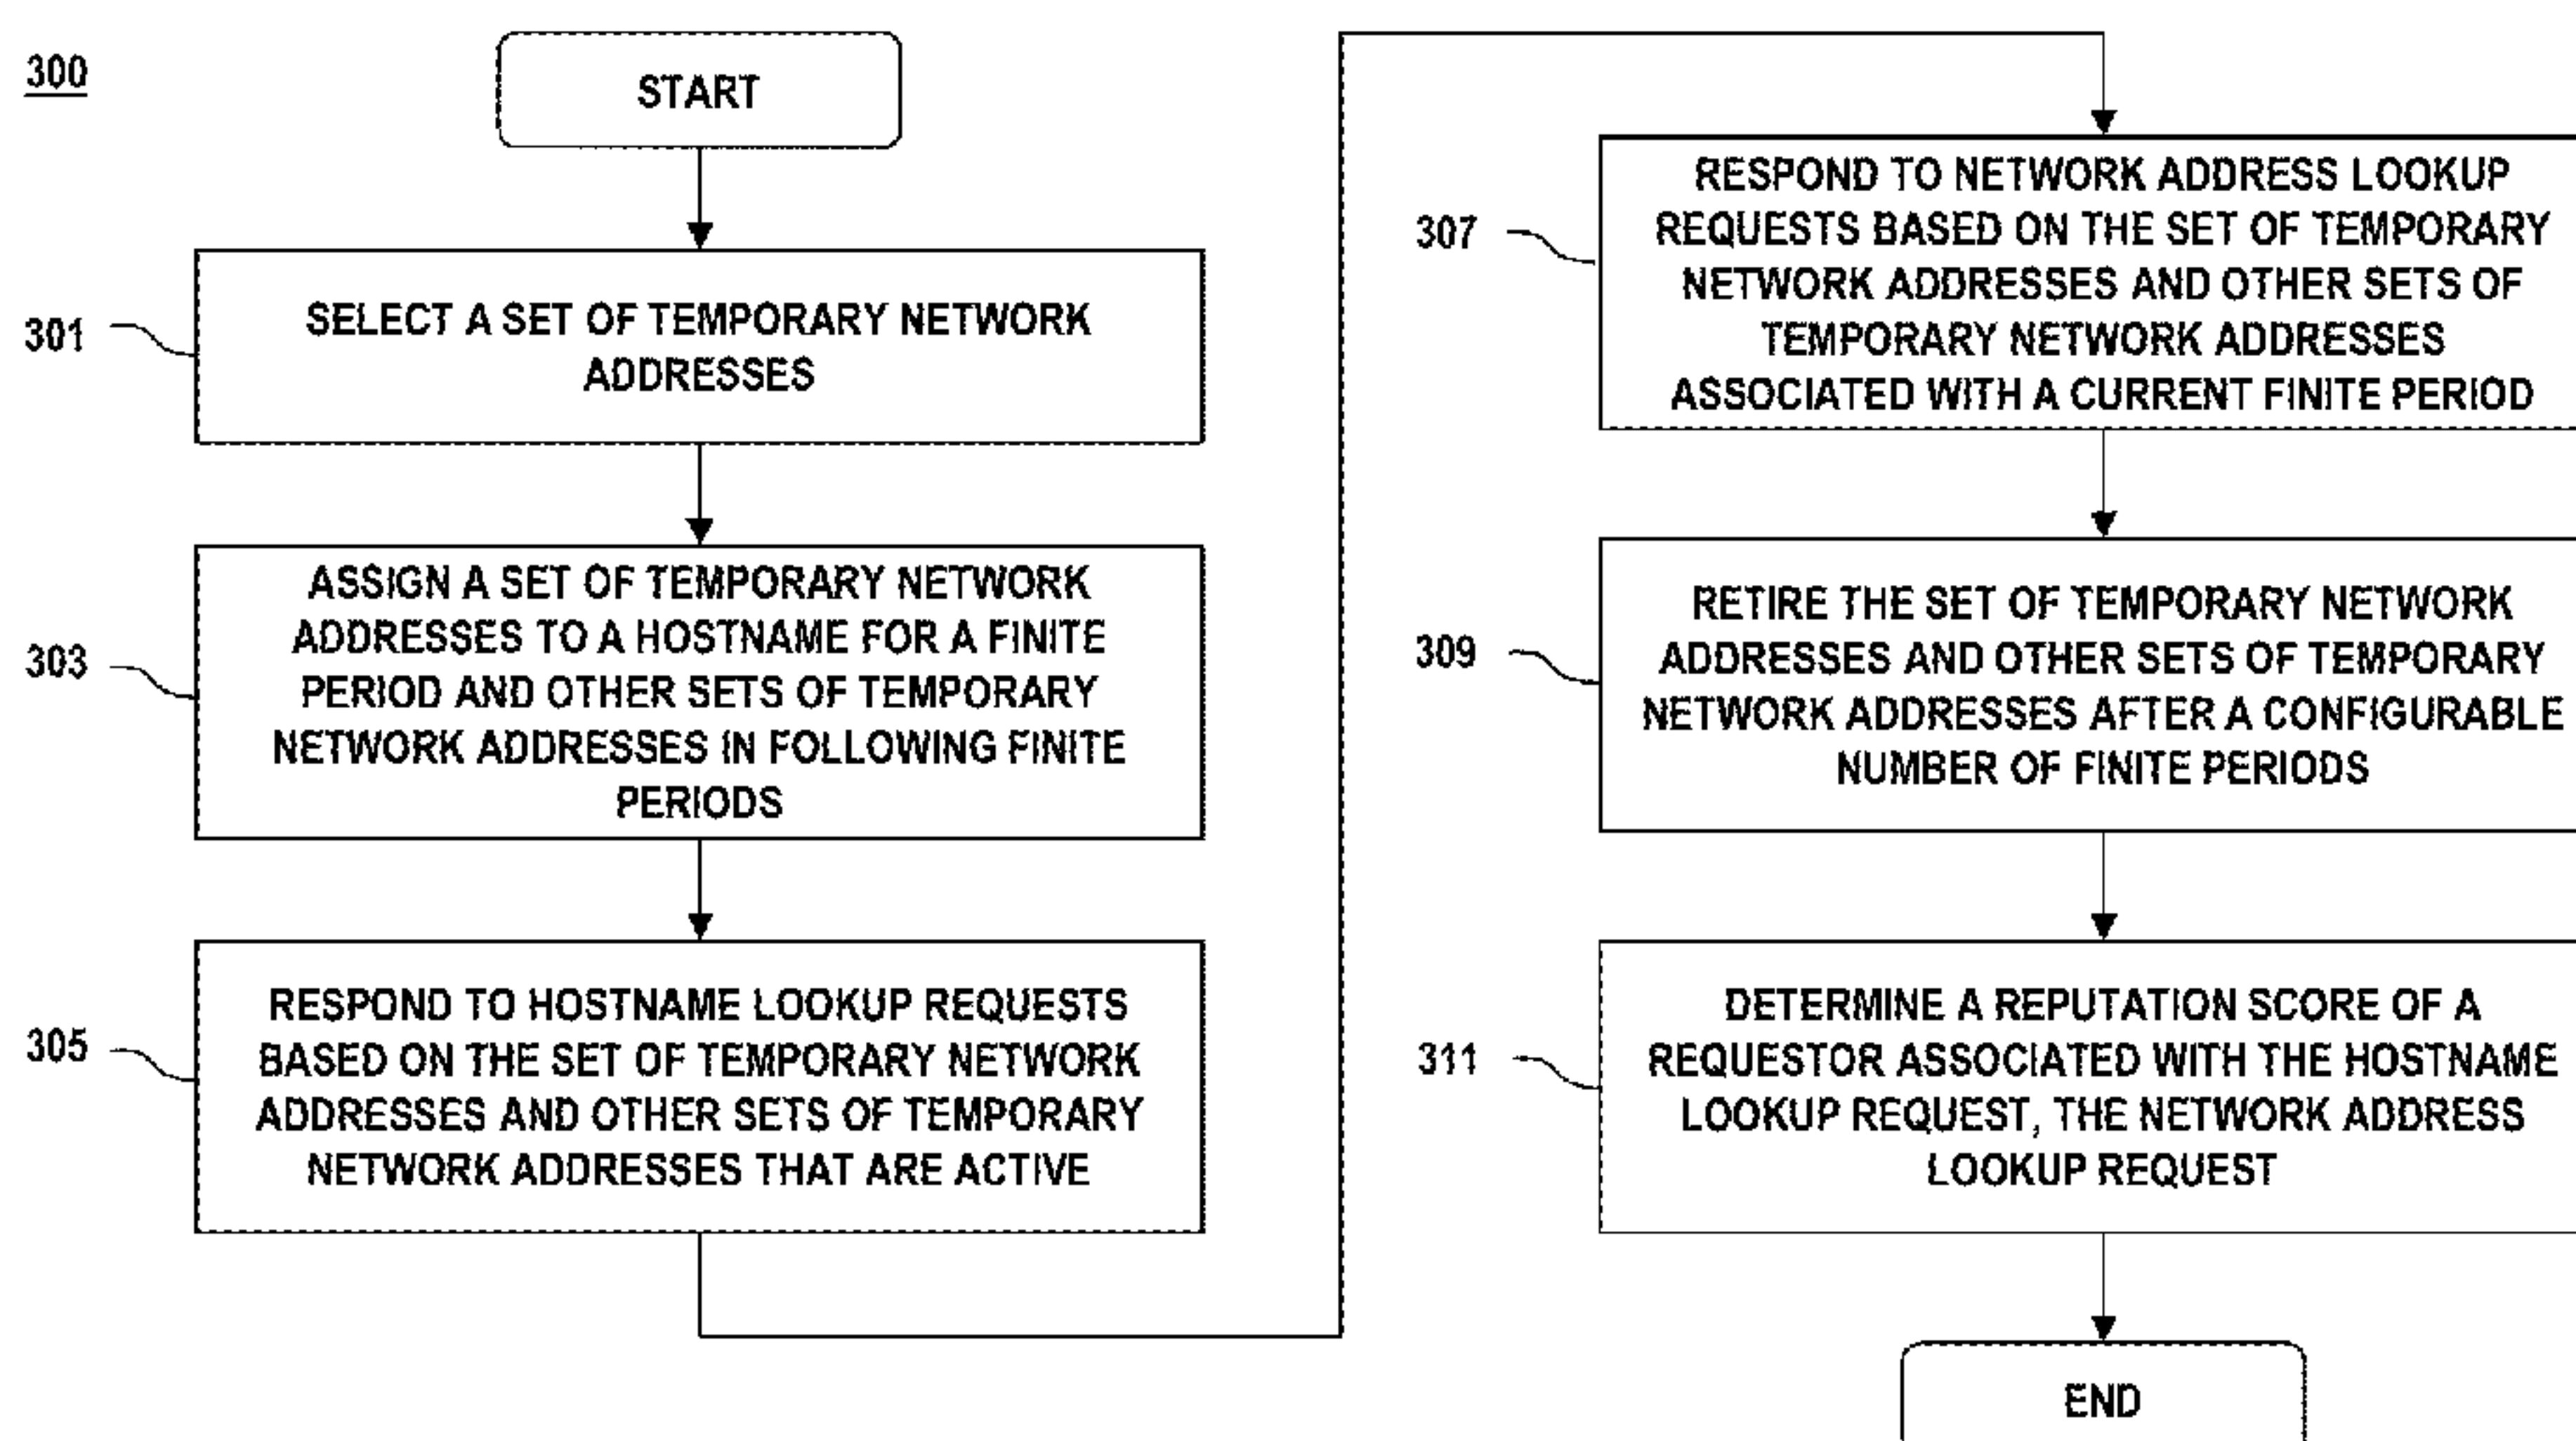 300
START
301
SELECT A SET OF TEMPORARY NETWORK
ADDRESSES
303
ASSIGN A SET OF TEMPORARY NETWORK
ADDRESSES TO A HOSTNAME FOR A FINITE
PERIOD AND OTHER SETS OF TEMPORARY
NETWORK ADDRESSES IN FOLLOWING FINITE
PERIODS
305
RESPOND TO HOSTNAME LOOKUP REQUESTS
BASED ON THE SET OF TEMPORARY NETWORK
ADDRESSES AND OTHER SETS OF TEMPORARY
NETWORK ADDRESSES THAT ARE ACTIVE
307
RESPOND TO NETWORK ADDRESS LOOKUP
REQUESTS BASED ON THE SET OF TEMPORARY
NETWORK ADDRESSES AND OTHER SETS OF
TEMPORARY NETWORK ADDRESSES
ASSOCIATED WITH A CURRENT FINITE PERIOD
309
RETIRE THE SET OF TEMPORARY NETWORK
ADDRESSES AND OTHER SETS OF TEMPORARY
NETWORK ADDRESSES AFTER A CONFIGURABLE
NUMBER OF FINITE PERIODS
311
DETERMINE A REPUTATION SCORE OF A
REQUESTOR ASSOCIATED WITH THE HOSTNAME
LOOKUP REQUEST, THE NETWORK ADDRESS
LOOKUP REQUEST
END